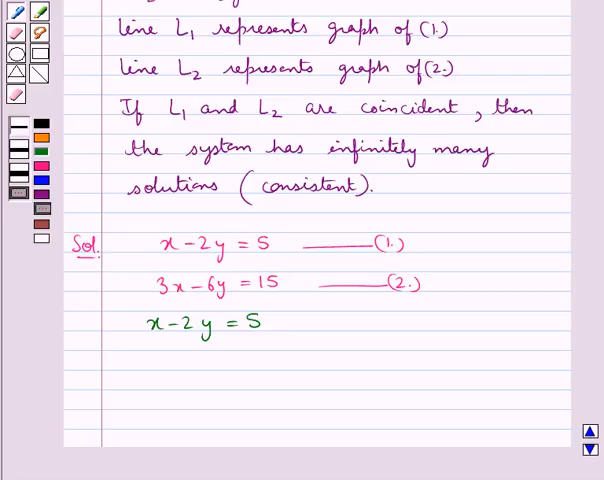 line L1 represents graph of (1.)
line L2 represents graph of (2.)
If L1 and L2 are coincident, then
the system has infinitely many
solutions (consistent).
Sol. x - 2y = 5 ——— (1.)
3x - 6y = 15 ——— (2.)
x - 2y = 5